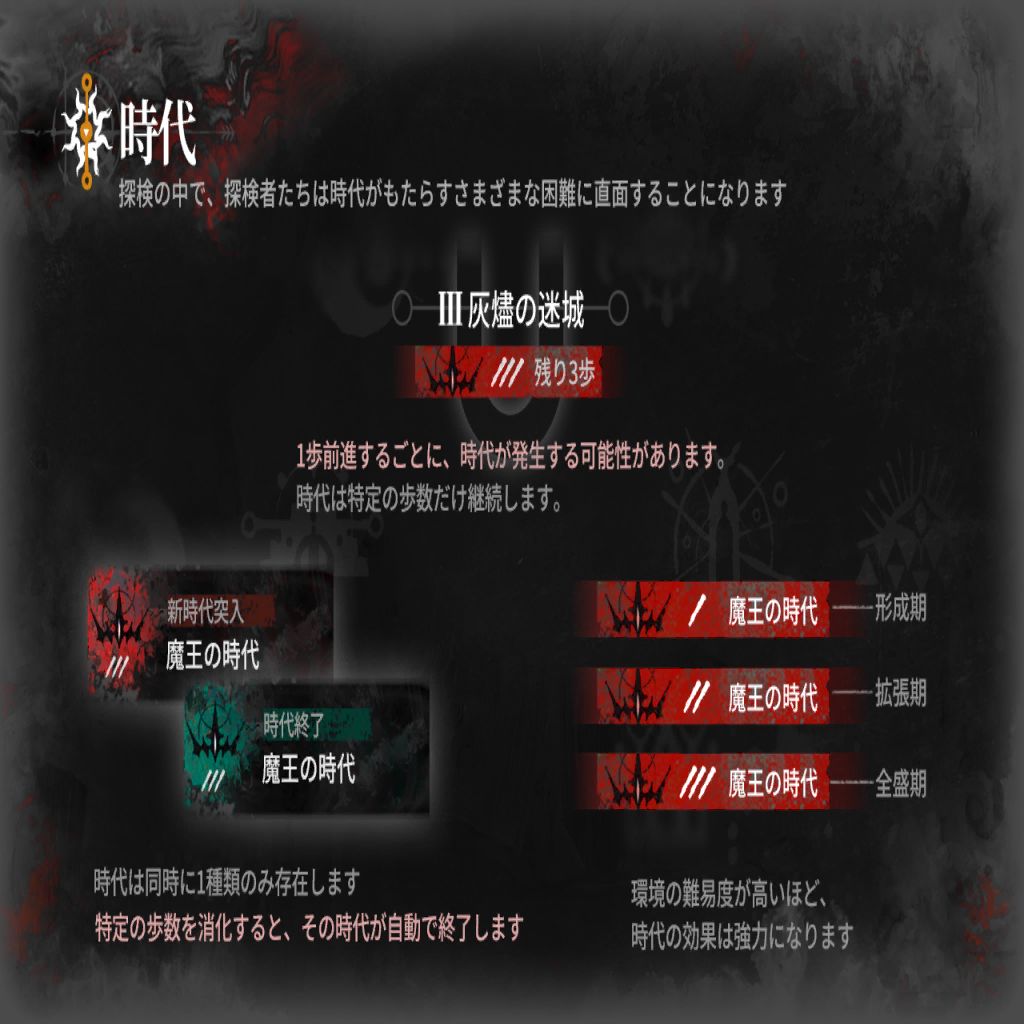 時代
探検の中で、探検者たちは時代がもたらすさまざまな困難に直面することになります
III 灰燼の迷城
残り3歩
1歩前進するごとに、時代が発生する可能性があります。
時代は特定の歩数だけ継続します。
新時代突入
魔王の時代
時代終了
魔王の時代
魔王の時代 形成期
魔王の時代 拡張期
魔王の時代 全盛期
時代は同時に1種類のみ存在します
特定の歩数を消化すると、その時代が自動で終了します
環境の難易度が高いほど、
時代の効果は強力になります